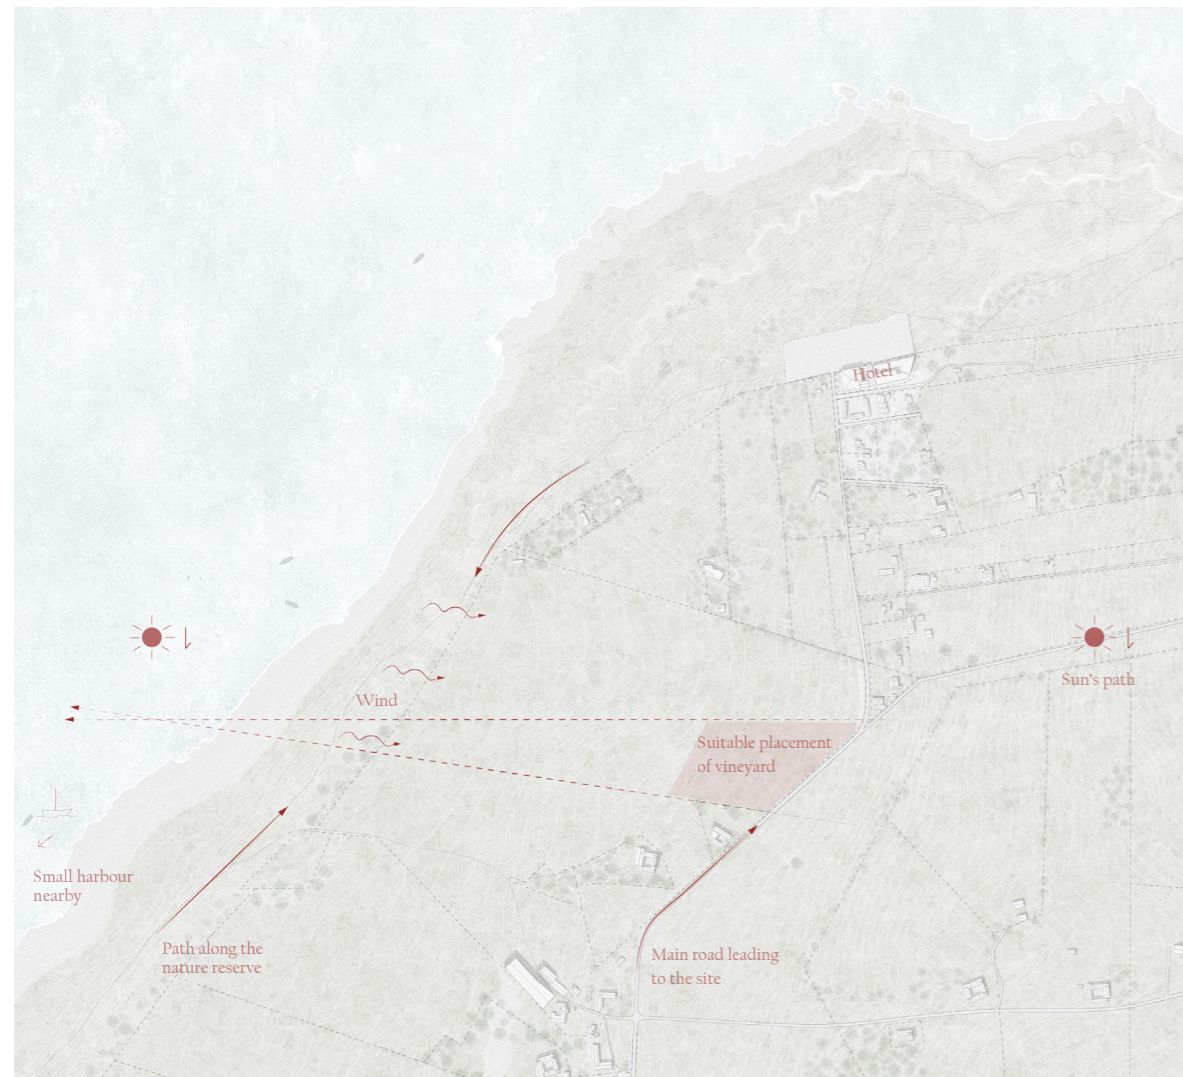 Hotel
Sun's path
Wind
Suitable placement
of vineyard
Small harbour
nearby
Path along the
nature reserve
Main road leading
to the site